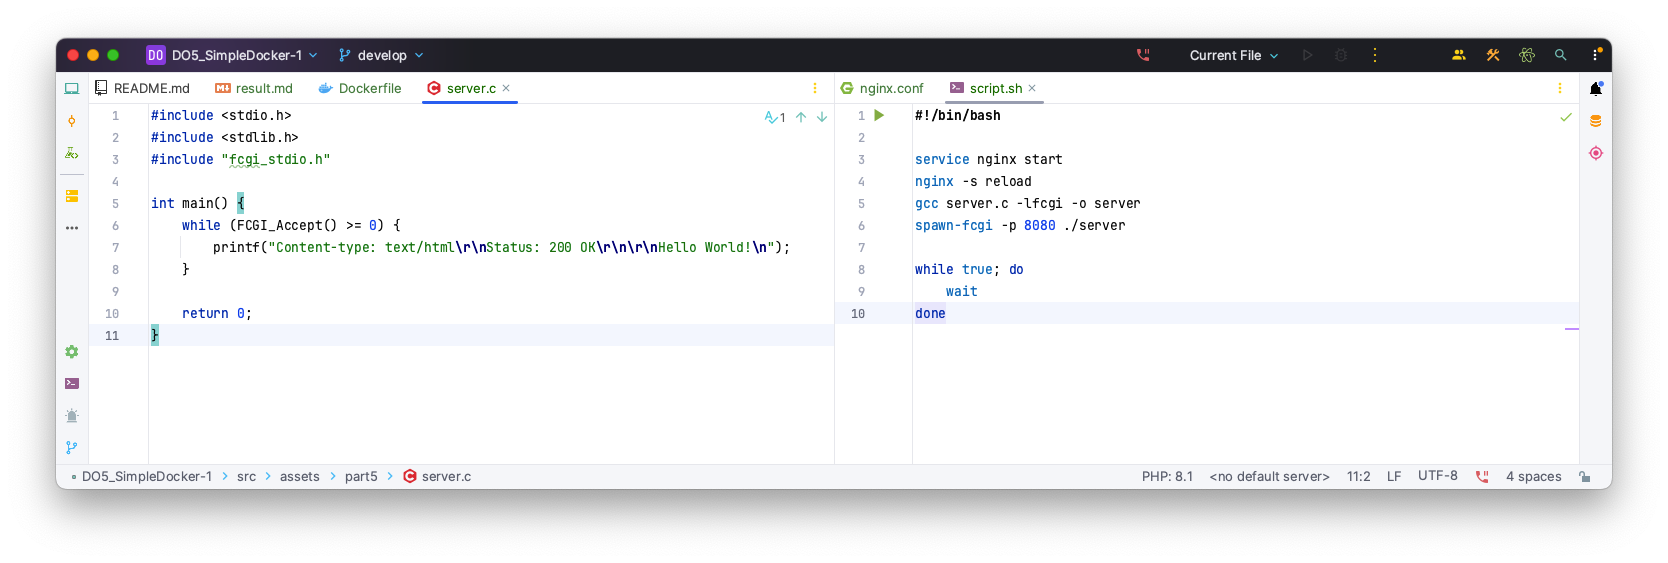 DO DO5_SimpleDocker-1 develop Current File
README.md result.md Dockerfile server.c
1 #include <stdio.h>
2 #include <stdlib.h>
3 #include "fcgi_stdio.h"
4
5 int main() {
6     while (FCGI_Accept() >= 0) {
7         printf("Content-type: text/html\r\nStatus: 200 OK\r\n\r\nHello World!\n");
8     }
9
10     return 0;
11 }
1
nginx.conf script.sh
1 #!/bin/bash
2
3 service nginx start
4 nginx -s reload
5 gcc server.c -lfcgi -o server
6 spawn-fcgi -p 8080 ./server
7
8 while true; do
9     wait
10 done
DO5_SimpleDocker-1 > src > assets > part5 > server.c
PHP: 8.1 <no default server> 11:2 LF UTF-8 4 spaces